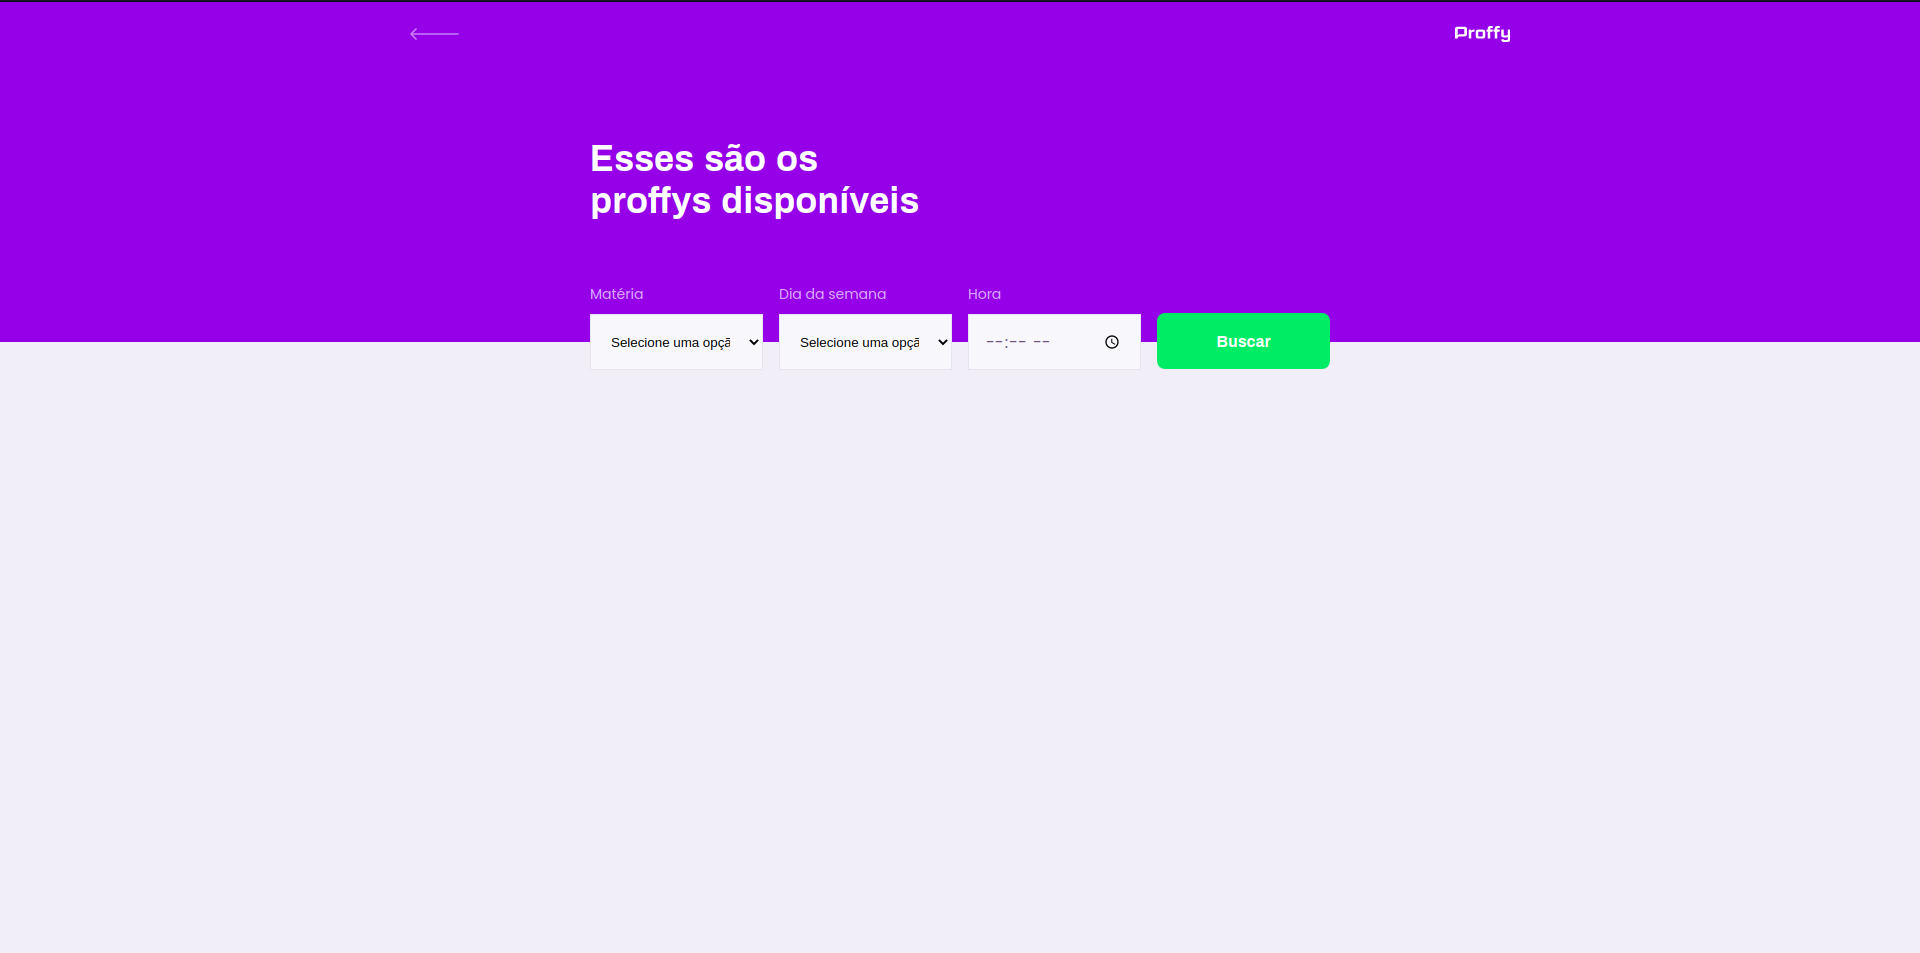 Proffy
Esses são os
proffys disponíveis
Matéria
Dia da semana
Hora
Selecione uma opçã
Selecione uma opçã
--:-- --
Buscar